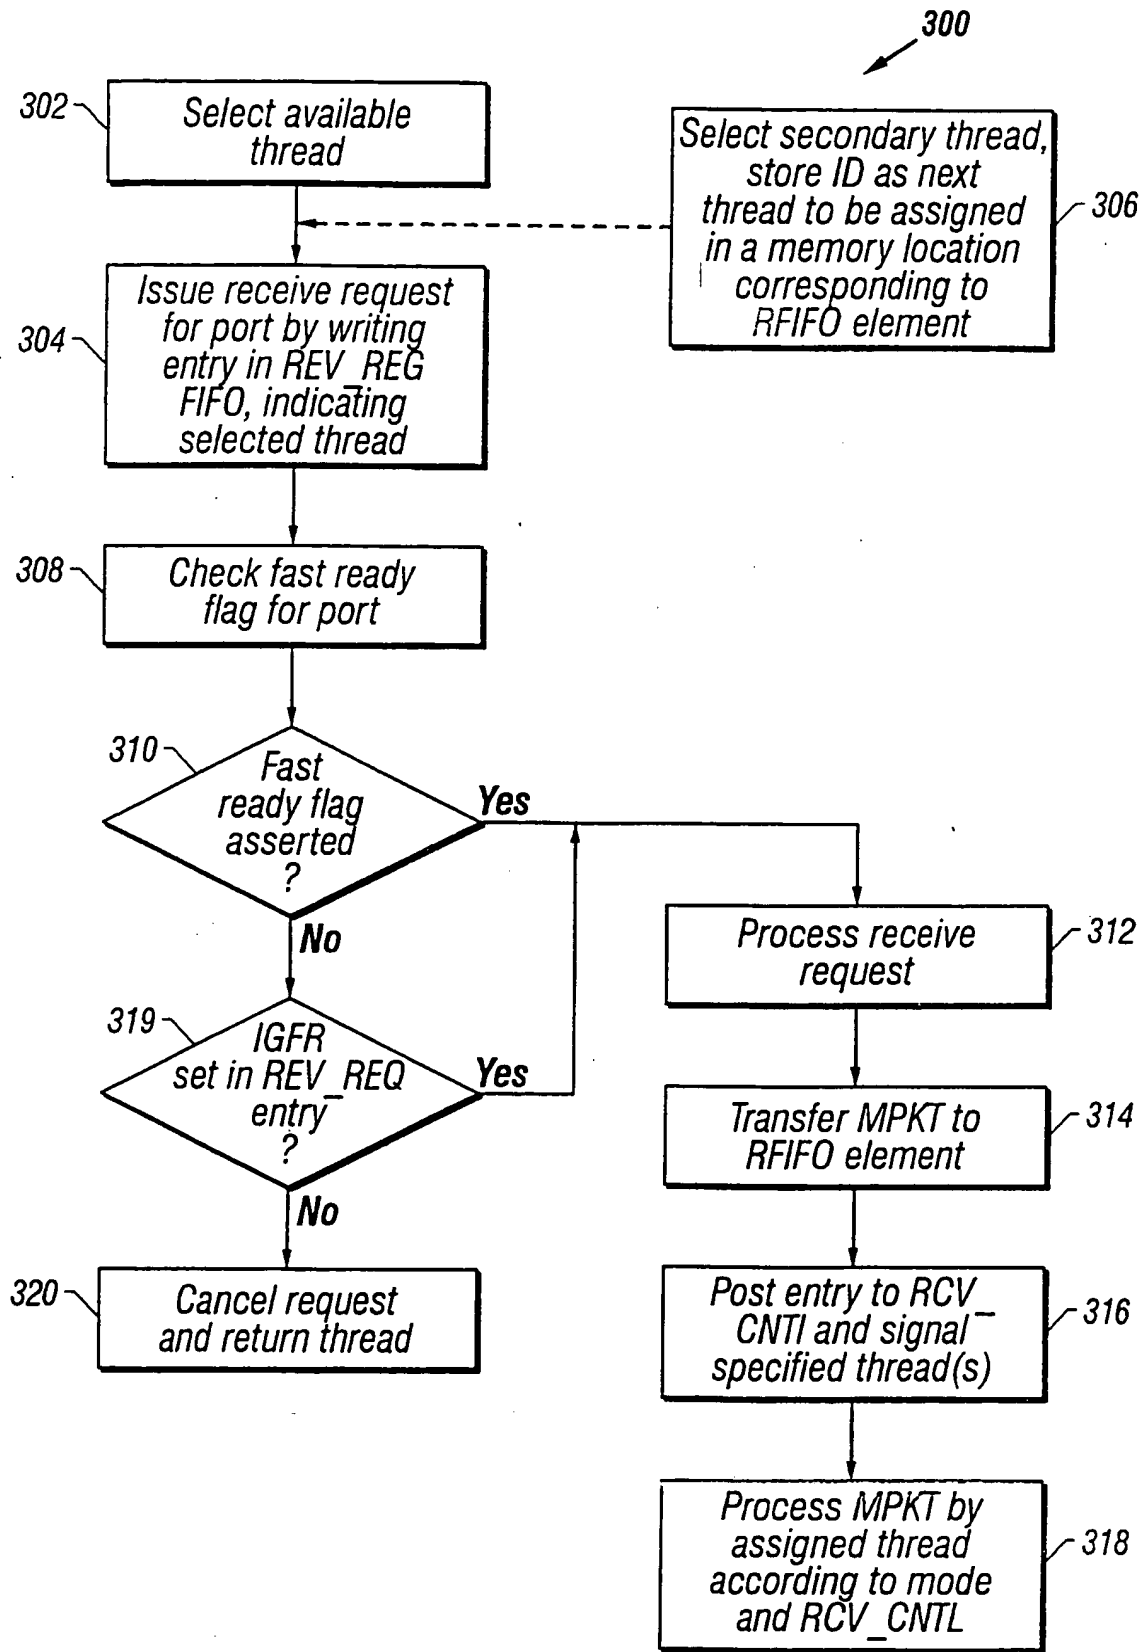 300
302
Select available
thread
Select secondary thread,
store ID as next
thread to be assigned
in a memory location
corresponding to
RFIFO element
306
304
Issue receive request
for port by writing
entry in REV_REG
FIFO, indicating
selected thread
308
Check fast ready
flag for port
310
Fast
ready flag
asserted
?
Yes
No
312
Process receive
request
319
IGFR
set in REV_REQ
entry
?
Yes
No
314
Transfer MPKT to
RFIFO element
320
Cancel request
and return thread
316
Post entry to RCV_
CNTl and signal
specified thread(s)
318
Process MPKT by
assigned thread
according to mode
and RCV_CNTL